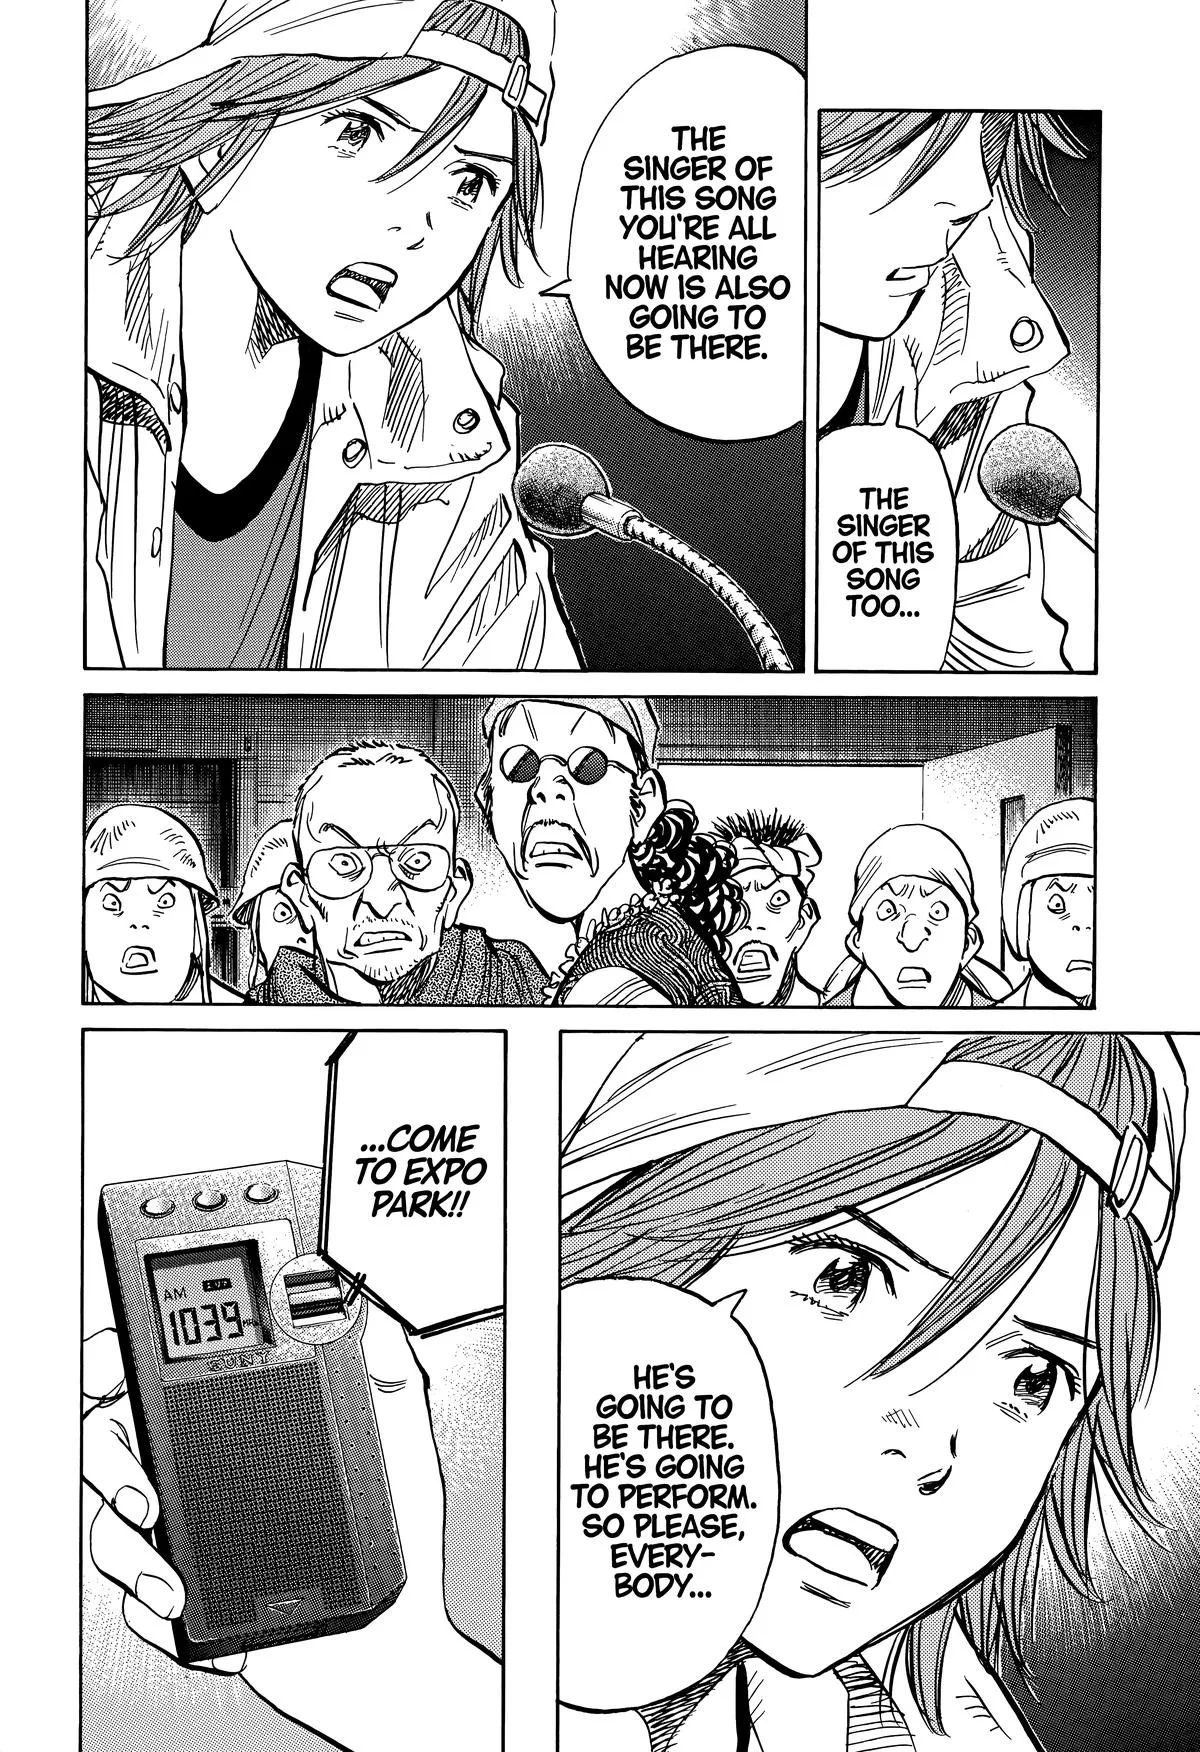 THE
SINGER
OF THIS
SONG
TOO...
THE
SINGER OF
THIS SONG
YOU'RE ALL
HEARING
NOW IS ALSO
GOING TO
BE THERE.
HE'S
GOING TO
BE THERE.
HE'S GOING
TO PERFORM.
SO PLEASE,
EVERY-
BODY...
...COME
TO EXPO
PARK!!
AM
1039
SUNY